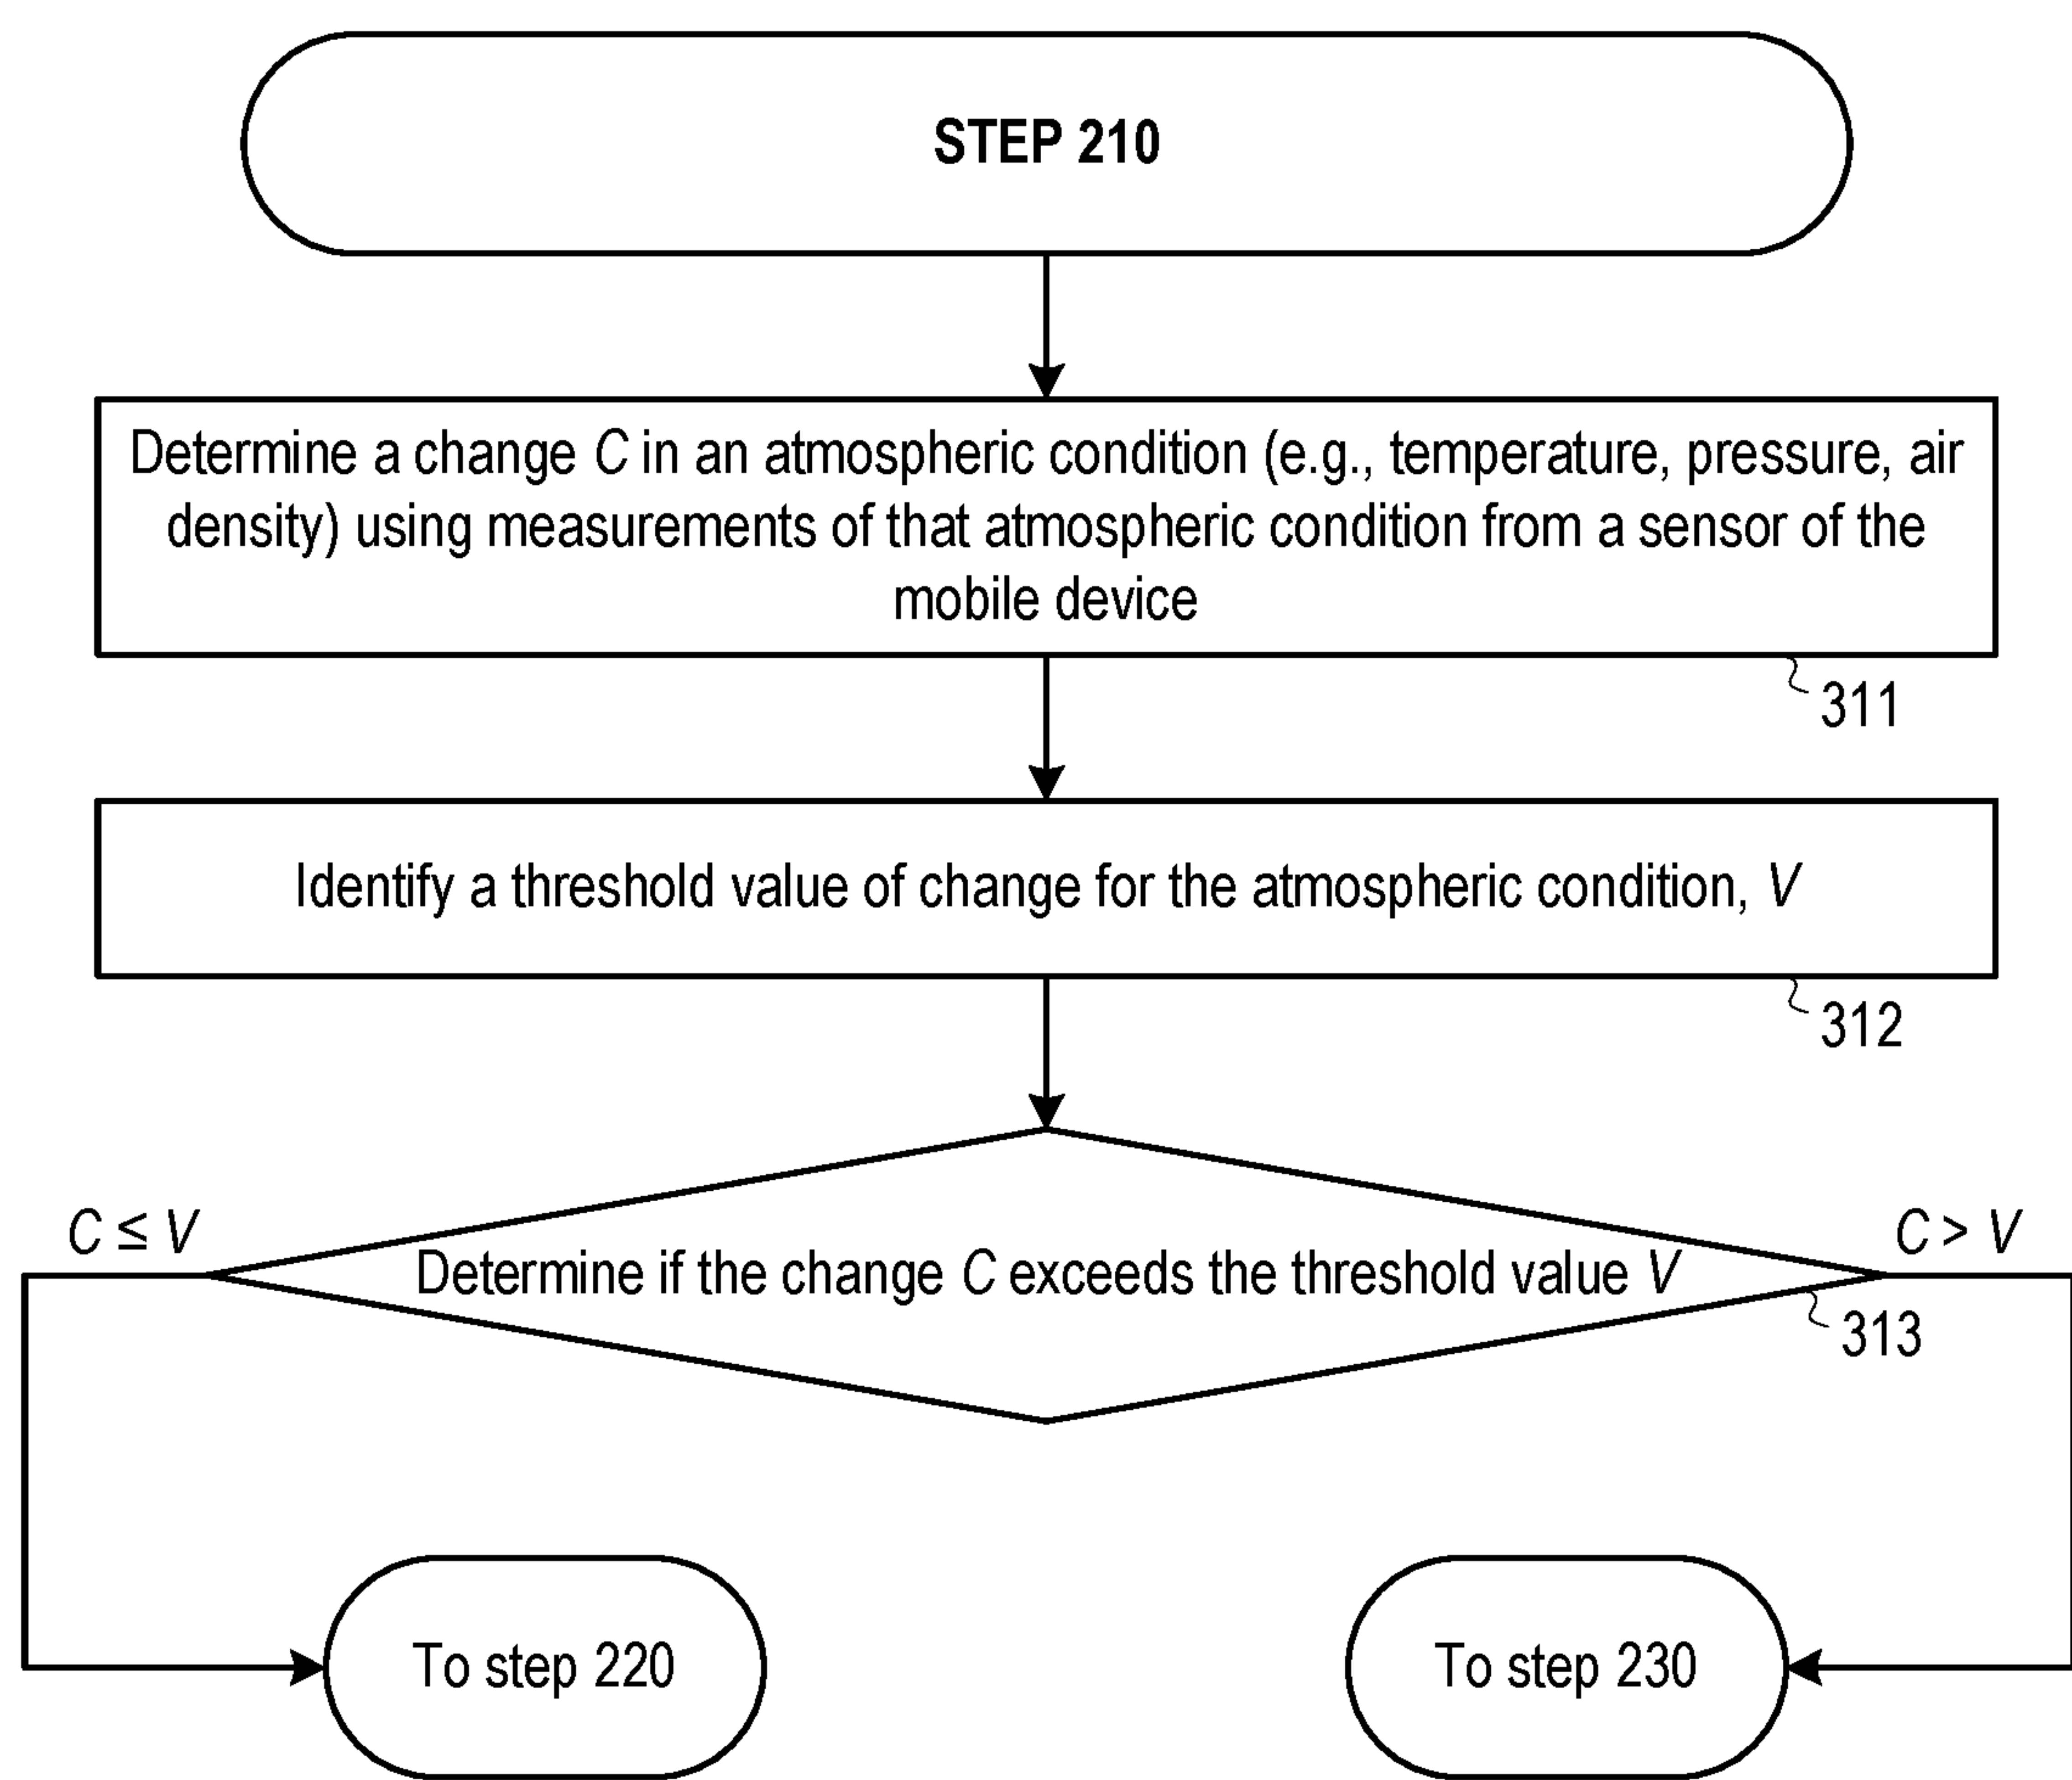 STEP 210
Determine a change C in an atmospheric condition (e.g., temperature, pressure, air
density) using measurements of that atmospheric condition from a sensor of the
mobile device
311
Identify a threshold value of change for the atmospheric condition, V
312
C ≤ V
C > V
Determine if the change C exceeds the threshold value V
313
To step 220
To step 230